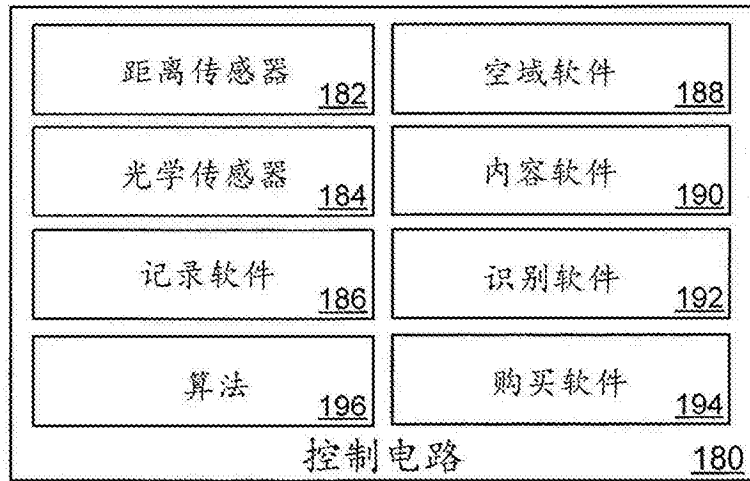 距离传感器 182
空域软件 188
光学传感器 184
内容软件 190
记录软件 186
识别软件 192
算法 196
购买软件 194
控制电路 180